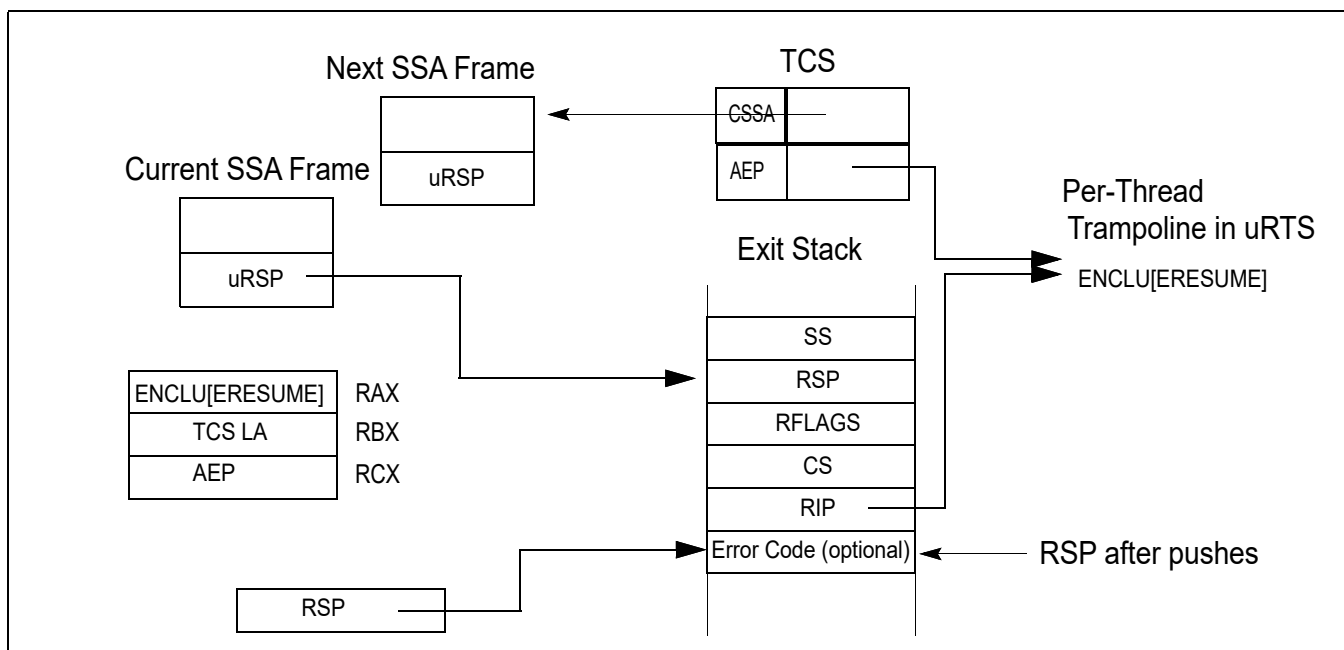 Next SSA Frame
TCS
CSSA
uRSP
AEP
Current SSA Frame
uRSP
Per-Thread
Trampoline in uRTS
ENCLU[ERESUME]
Exit Stack
SS
RSP
RFLAGS
CS
RIP
Error Code (optional)
RSP after pushes
ENCLU[ERESUME] RAX
TCS LA RBX
AEP RCX
RSP